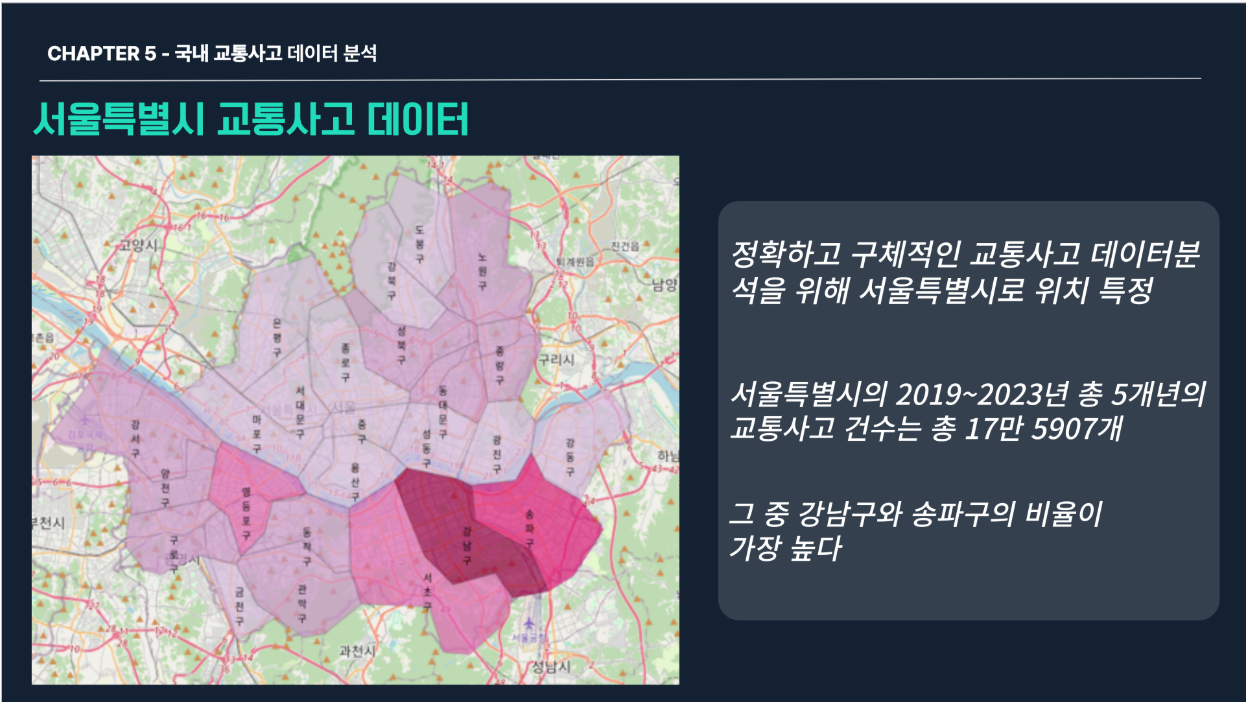 CHAPTER 5 - 국내 교통사고 데이터 분석
서울특별시 교통사고 데이터
고양시
도봉구
노원구
강북구
진건읍
퇴계원읍
남양
은평구
종로구
성북구
중랑구
구리시
촌읍
서대문구
동대문구
서울
마포구
중구
성동구
광진구
강동구
강서구
용산구
하남
양천구
영등포구
송파구
부천시
동작구
강남구
구로구
서초구
금천구
관악구
서울공항
과천시
성남시
정확하고 구체적인 교통사고 데이터분
석을 위해 서울특별시로 위치 특정
서울특별시의 2019~2023년 총 5개년의
교통사고 건수는 총 17만 5907개
그 중 강남구와 송파구의 비율이
가장 높다